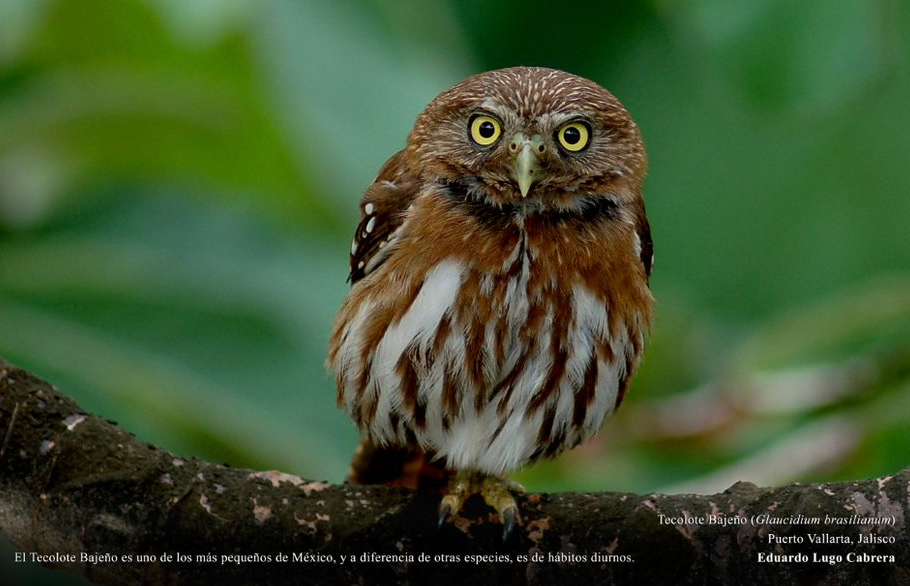 Tecolote Bajeño (Glaucidium brasilianum)
Puerto Vallarta, Jalisco
El Tecolote Bajeño es uno de los más pequeños de México, y a diferencia de otras especies, es de hábitos diurnos.
Eduardo Lugo Cabrera